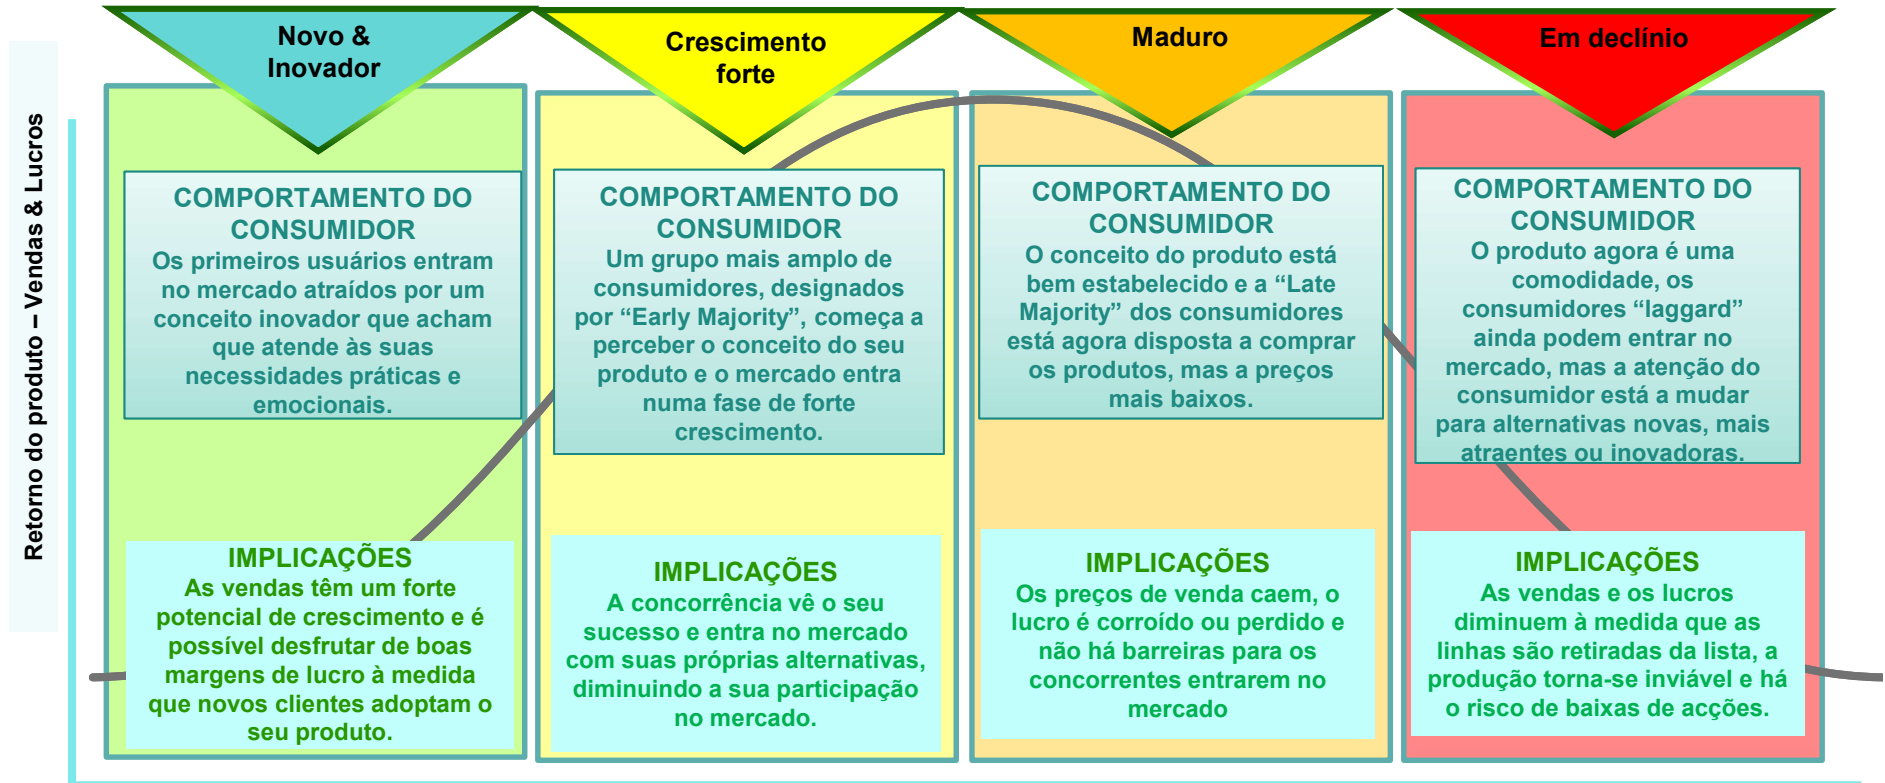 Retorno do produto – Vendas & Lucros
Novo &
Inovador
COMPORTAMENTO DO
CONSUMIDOR
Os primeiros usuários entram
no mercado atraídos por um
conceito inovador que acham
que atende às suas
necessidades práticas e
emocionais.
IMPLICAÇÕES
As vendas têm um forte
potencial de crescimento e é
possível desfrutar de boas
margens de lucro à medida
que novos clientes adoptam o
seu produto.
Crescimento
forte
COMPORTAMENTO DO
CONSUMIDOR
Um grupo mais amplo de
consumidores, designados
por “Early Majority”, começa a
perceber o conceito do seu
produto e o mercado entra
numa fase de forte
crescimento.
IMPLICAÇÕES
A concorrência vê o seu
sucesso e entra no mercado
com suas próprias alternativas,
diminuindo a sua participação
no mercado.
Maduro
COMPORTAMENTO DO
CONSUMIDOR
O conceito do produto está
bem estabelecido e a “Late
Majority” dos consumidores
está agora disposta a comprar
os produtos, mas a preços
mais baixos.
IMPLICAÇÕES
Os preços de venda caem, o
lucro é corroído ou perdido e
não há barreiras para os
concorrentes entrarem no
mercado
Em declínio
COMPORTAMENTO DO
CONSUMIDOR
O produto agora é uma
comodidade, os
consumidores “laggard”
ainda podem entrar no
mercado, mas a atenção do
consumidor está a mudar
para alternativas novas, mais
atraentes ou inovadoras.
IMPLICAÇÕES
As vendas e os lucros
diminuem à medida que as
linhas são retiradas da lista, a
produção torna-se inviável e há
o risco de baixas de acções.